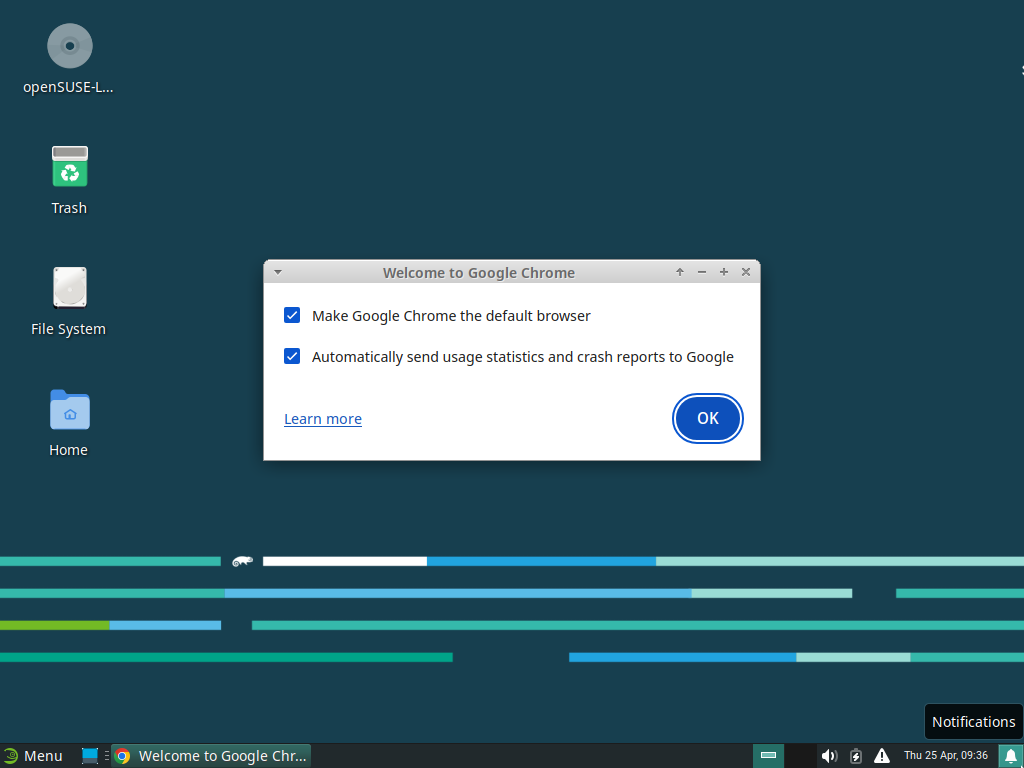 openSUSE-L...
Trash
File System
Home
Welcome to Google Chrome
Make Google Chrome the default browser
Automatically send usage statistics and crash reports to Google
Learn more
OK
Notifications
Menu
Welcome to Google Chr...
Thu 25 Apr, 09:36